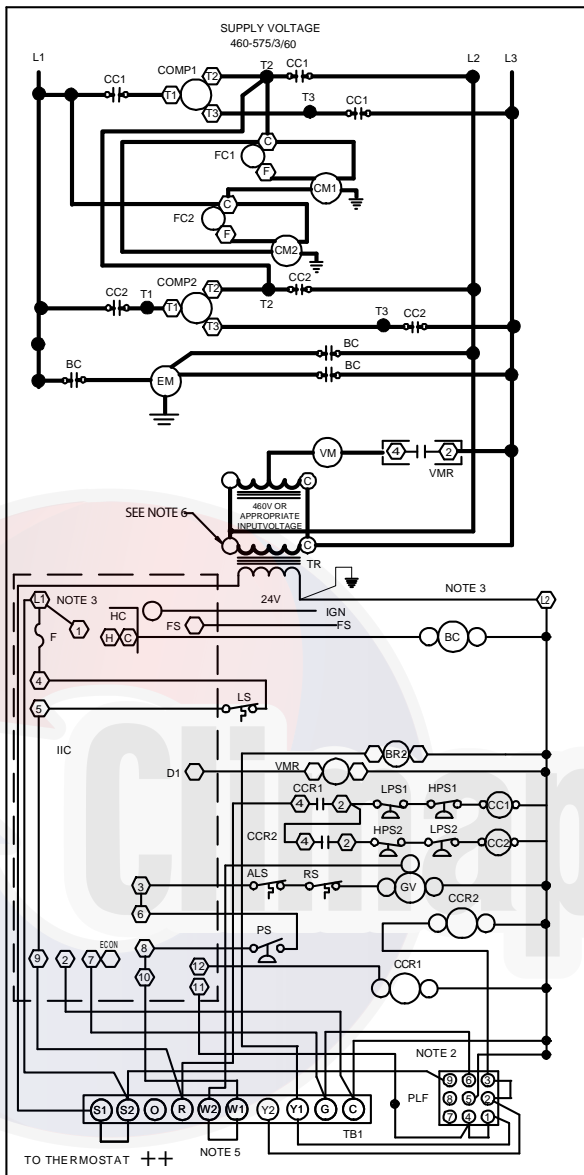 SUPPLY VOLTAGE
460-575/3/60
L1 T2 CC1 L2 L3
CC1 COMP1 T2
T1
T3 T3 CC1
C
FC1
F
CM1
C
FC2
F
CM2
COMP2 T2 CC2
CC2 T1 T1 T2
T3 T3 CC2
BC
BC EM BC
VM 4 2
VMR
C
460V OR
APPROPRIATE
INPUTVOLTAGE
SEE NOTE 6
C
TR
24V NOTE 3
L1 NOTE 3 HC IGN L2
1 FS FS
F H C BC
4
5 LS
IIC
BR2
D1 VMR
CCR1 LPS1 HPS1
4 2 CC1
CCR2 HPS2 LPS2
4 2 CC2
ALS RS
3 GV
CCR2
6
PS
ECON 8
9 2 7 12 CCR1
10
11
NOTE 2
9 6 3
PLF 8 5 2
7 4 1
S1 S2 O R W2 W1 Y2 Y1 G C
TB1
NOTE 5
TO THERMOSTAT ++
Climap